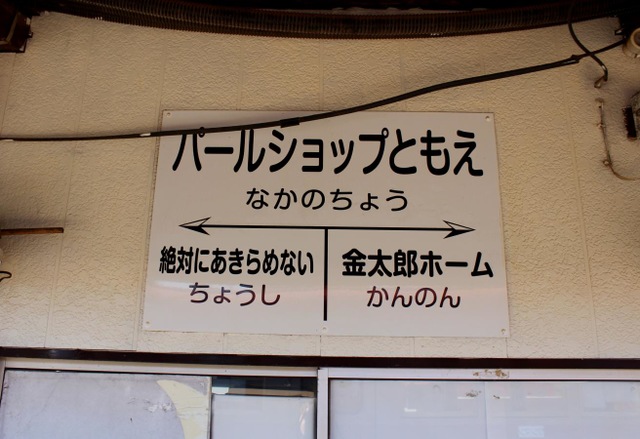 パールショップともえ
なかのちょう
絶対にあきらめない
ちょうし
金太郎ホーム
かんのん